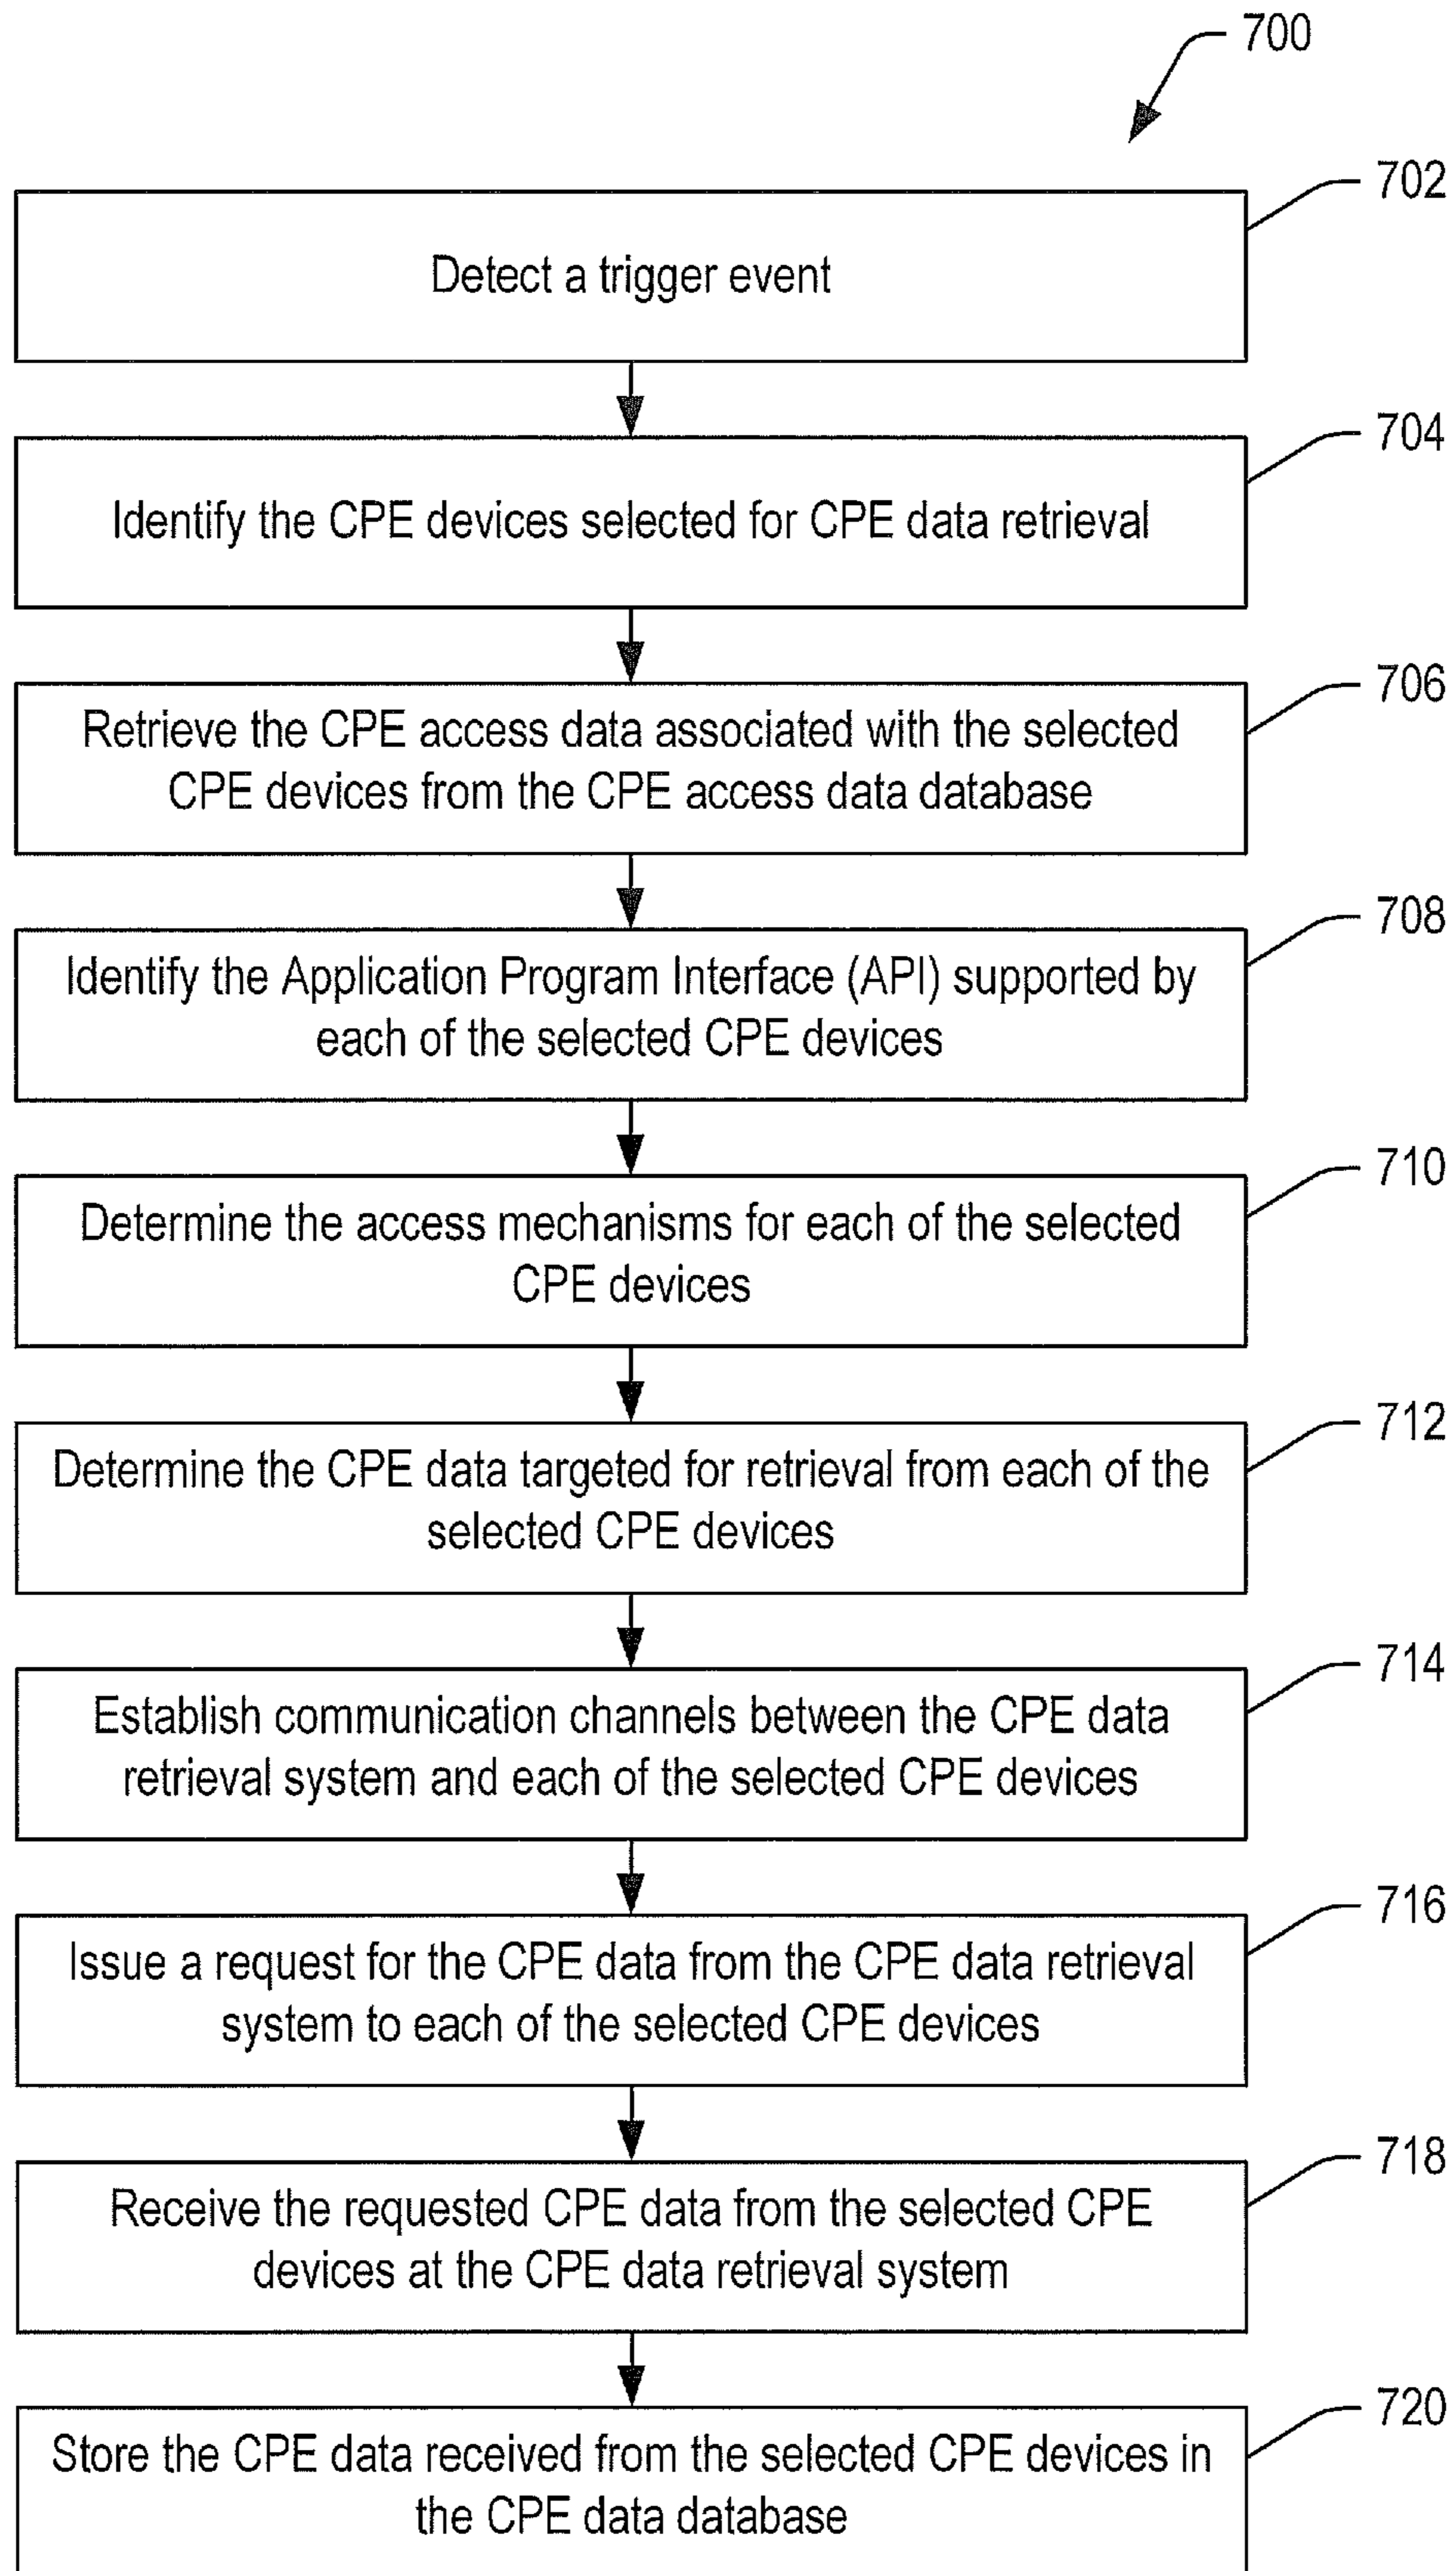 700
702
Detect a trigger event
704
Identify the CPE devices selected for CPE data retrieval
706
Retrieve the CPE access data associated with the selected
CPE devices from the CPE access data database
708
Identify the Application Program Interface (API) supported by
each of the selected CPE devices
710
Determine the access mechanisms for each of the selected
CPE devices
712
Determine the CPE data targeted for retrieval from each of the
selected CPE devices
714
Establish communication channels between the CPE data
retrieval system and each of the selected CPE devices
716
Issue a request for the CPE data from the CPE data retrieval
system to each of the selected CPE devices
718
Receive the requested CPE data from the selected CPE
devices at the CPE data retrieval system
720
Store the CPE data received from the selected CPE devices in
the CPE data database